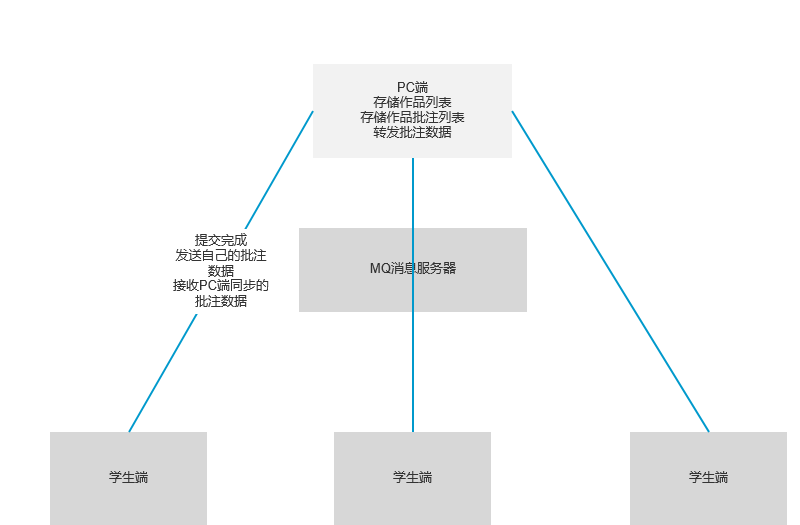 PC端
存储作品列表
存储作品批注列表
转发批注数据
提交完成
发送自己的批注
数据
接收PC端同步的
批注数据
MQ消息服务器
学生端
学生端
学生端